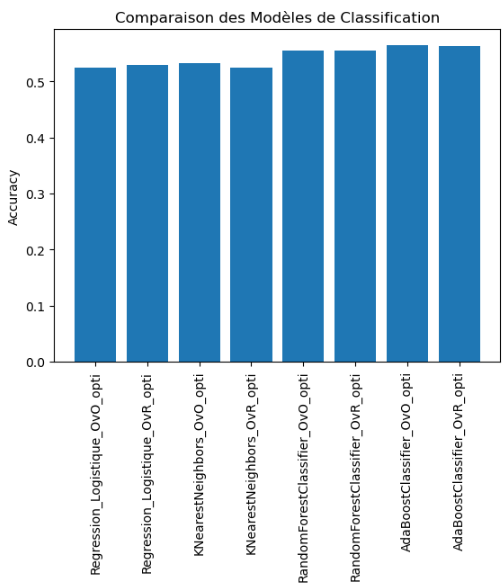 Comparaison des Modèles de Classification
Accuracy
0.5
0.4
0.3
0.2
0.1
0.0
Regression_Logistique_OvO_opti
Regression_Logistique_OvR_opti
KNearestNeighbors_OvO_opti
KNearestNeighbors_OvR_opti
RandomForestClassifier_OvO_opti
RandomForestClassifier_OvR_opti
AdaBoostClassifier_OvO_opti
AdaBoostClassifier_OvR_opti